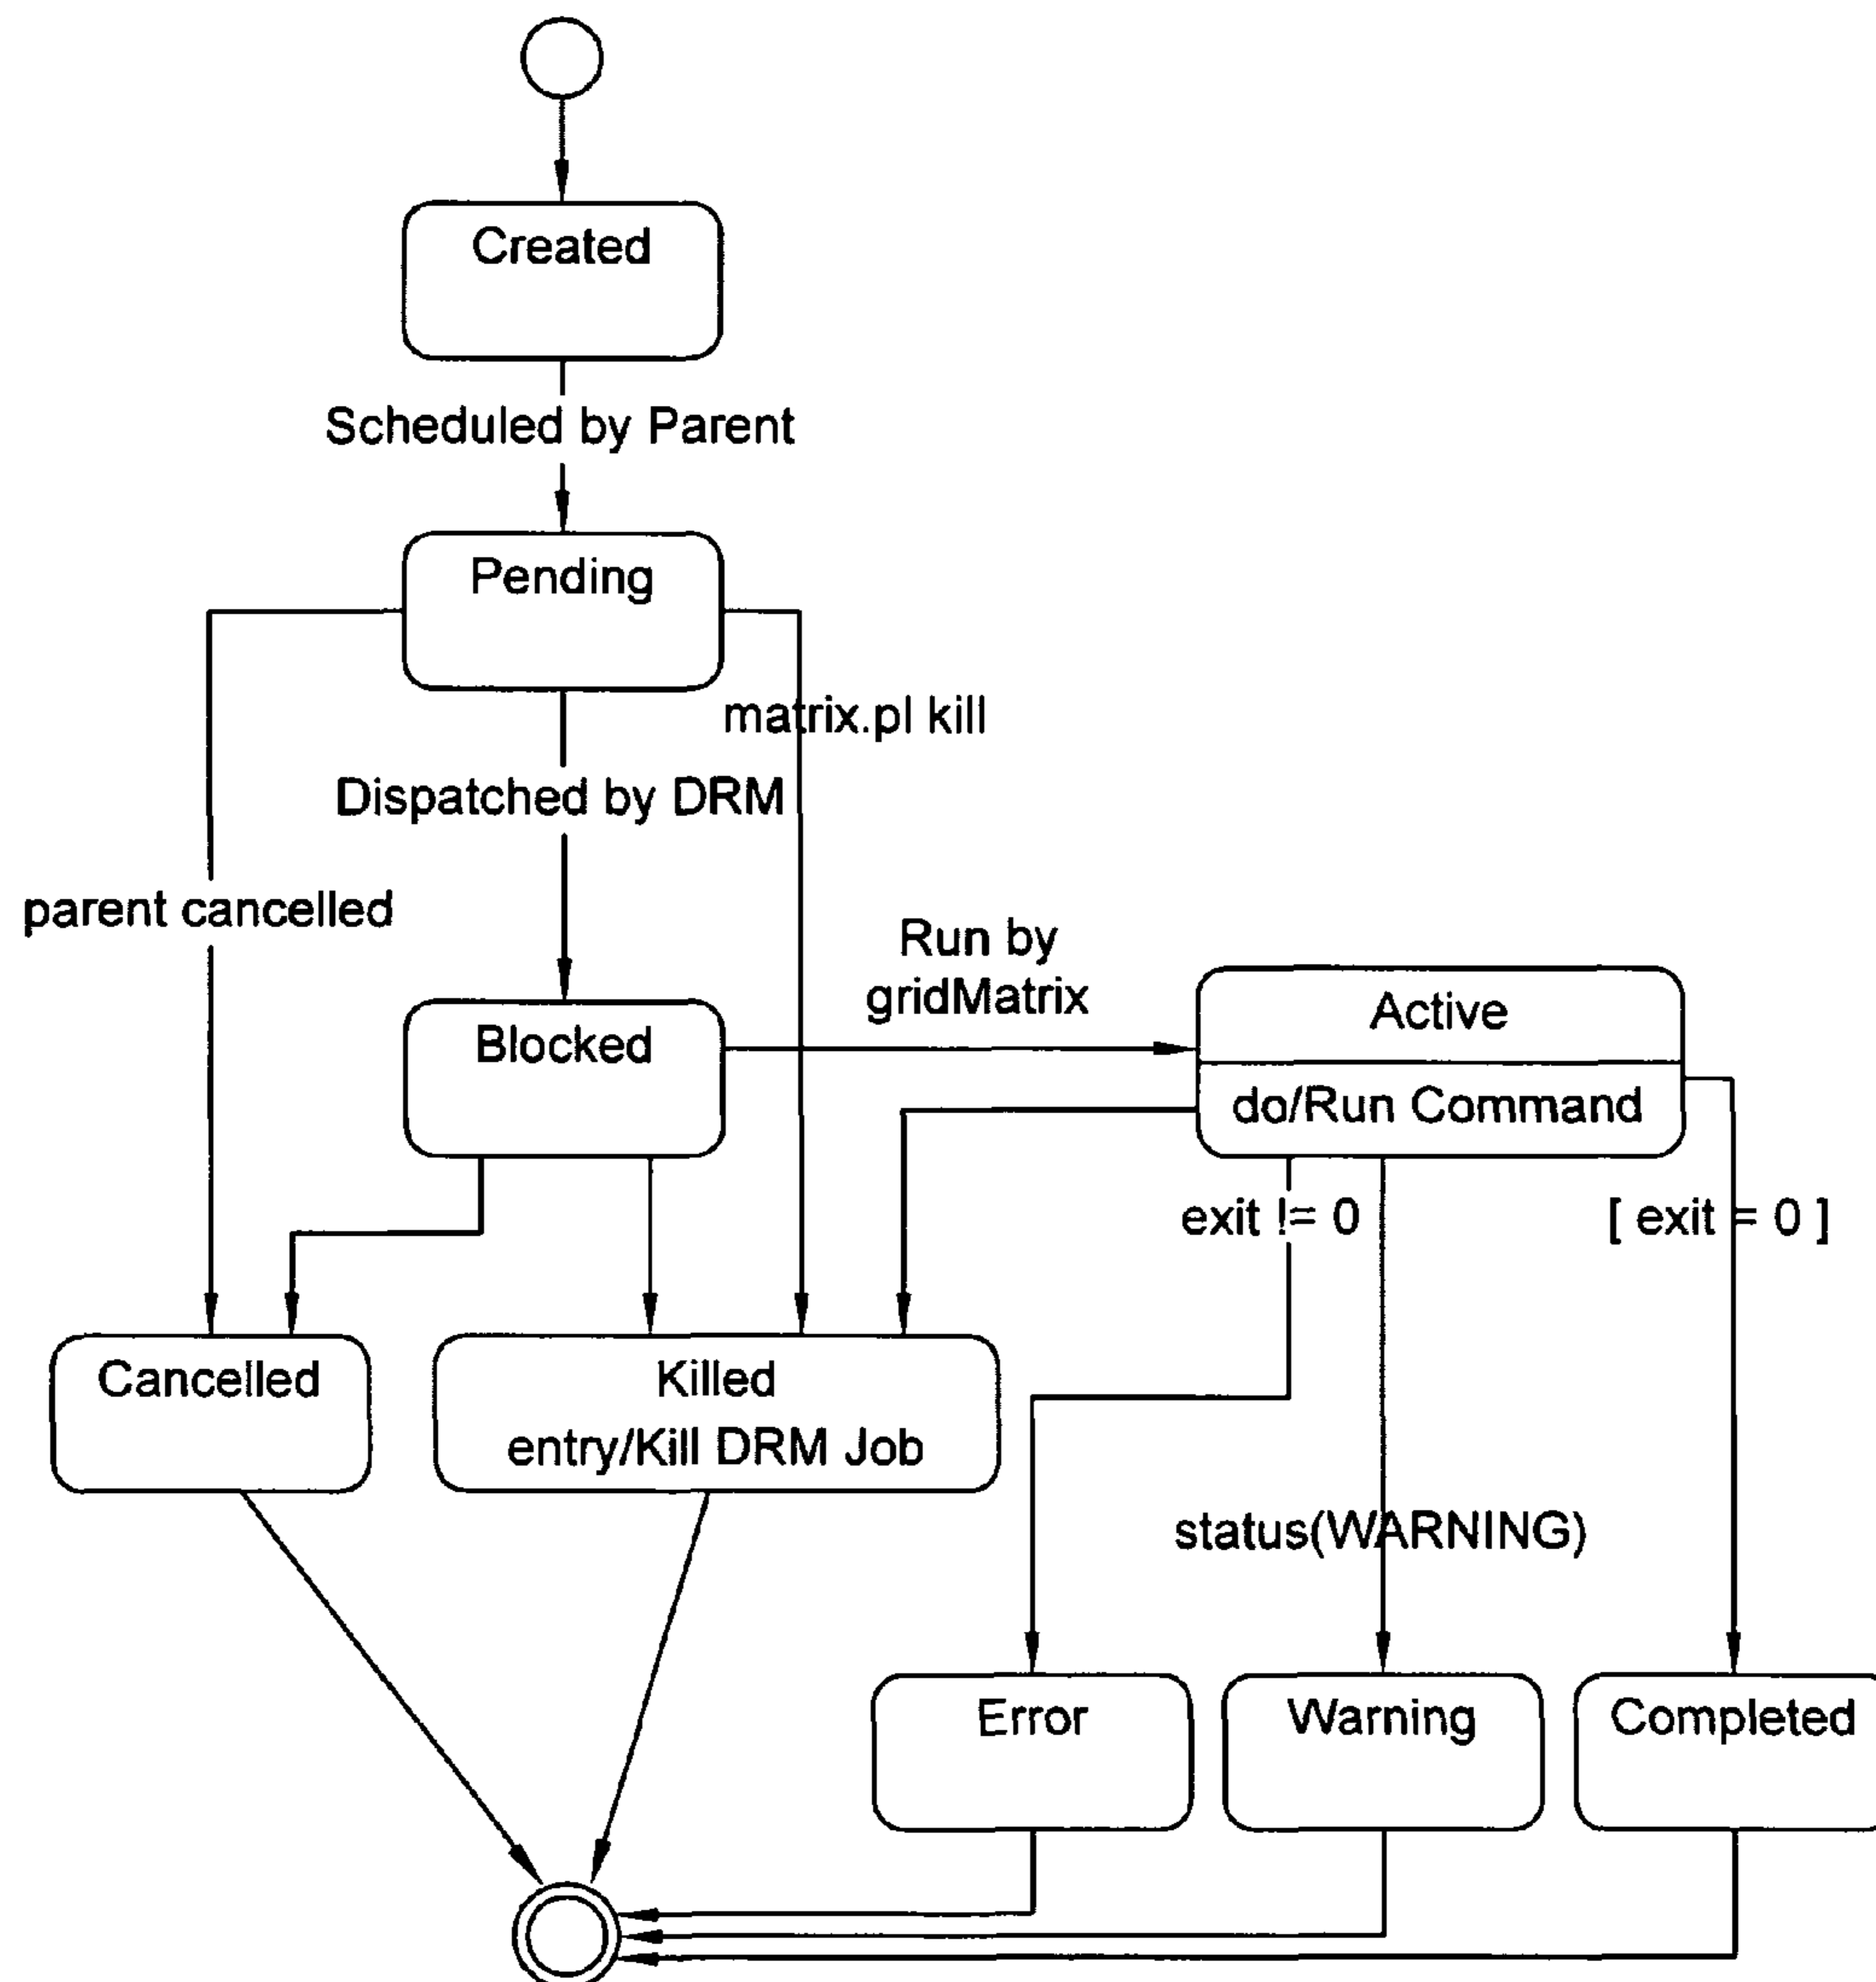 Created
Scheduled by Parent
Pending
matrix.pl kill
Dispatched by DRM
parent cancelled
Run by
gridMatrix
Active
Blocked
do/Run Command
exit != 0
[ exit = 0 ]
Cancelled
Killed
entry/Kill DRM Job
status(WARNING)
Error
Warning
Completed